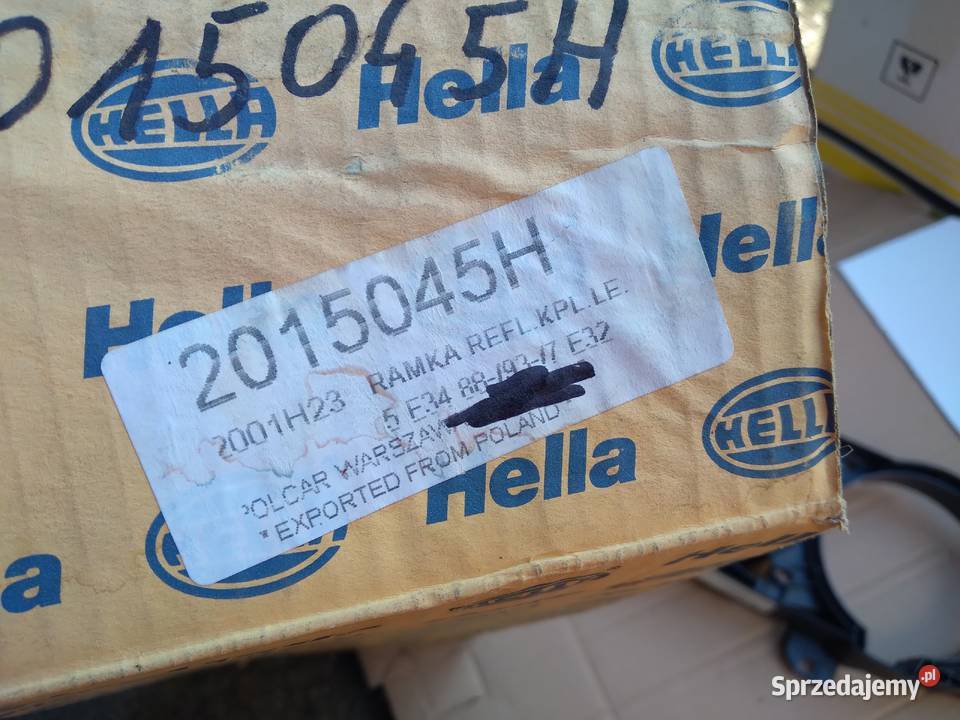 015045H
HELLA
Hella
HELLA
Hella
Hella
2015045H
2001H23 RAMKA REFL.KPL.LE.
5 E34 88-/93-/7 E32
POLCAR WARSZAW
* EXPORTED FROM POLAND*
HELLA
Hella
Hella
Sprzedajemy.pl